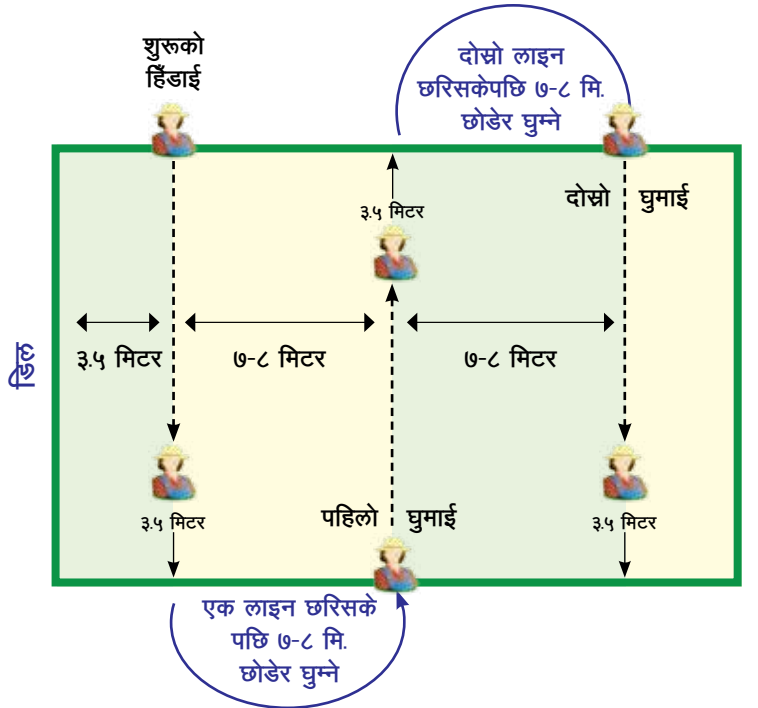 शुरूको
हिँडाई
दोस्रो लाइन
छरिसकेपछि ७-८ मि.
छोडेर घुम्ने
दोस्रो घुमाई
३.५ मिटर
३.५ मिटर
७-८ मिटर
७-८ मिटर
डिल
३.५ मिटर
पहिलो घुमाई
३.५ मिटर
एक लाइन छरिसके
पछि ७-८ मि.
छोडेर घुम्ने